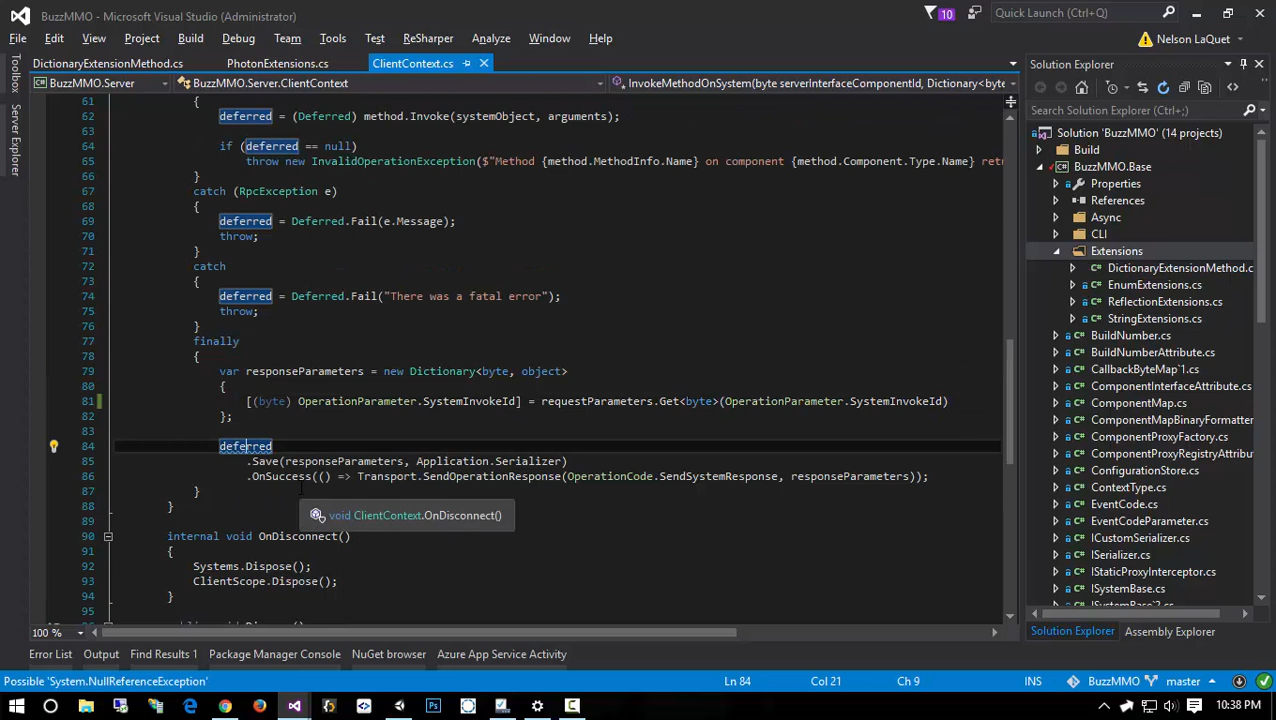 BuzzMMO - Microsoft Visual Studio (Administrator)
10
Quick Launch (Ctrl+;)
File Edit View Project Build Debug Team Tools Test ReSharper Analyze Window Help
Nelson LaQuet
Toolbox
Server Explorer
DictionaryExtensionMethod.cs PhotonExtensions.cs ClientContext.cs
BuzzMMO.Server BuzzMMO.Server.ClientContext InvokeMethodOnSystem(byte serverInterfaceComponentId, Dictionary<byte
61 {
62 deferred = (Deferred) method.Invoke(systemObject, arguments);
63
64 if (deferred == null)
65 throw new InvalidOperationException($"Method {method.MethodInfo.Name} on component {method.Component.Type.Name} retu
66 }
67 catch (RpcException e)
68 {
69 deferred = Deferred.Fail(e.Message);
70 throw;
71 }
72 catch
73 {
74 deferred = Deferred.Fail("There was a fatal error");
75 throw;
76 }
77 finally
78 {
79 var responseParameters = new Dictionary<byte, object>
80 {
81 [(byte) OperationParameter.SystemInvokeId] = requestParameters.Get<byte>(OperationParameter.SystemInvokeId)
82 };
83
84 deferred
85 .Save(responseParameters, Application.Serializer)
86 .OnSuccess(() => Transport.SendOperationResponse(OperationCode.SendSystemResponse, responseParameters));
87 }
88 }
89
90 internal void OnDisconnect()
91 {
92 Systems.Dispose();
93 ClientScope.Dispose();
94 }
95
void ClientContext.OnDisconnect()
100 %
Solution Explorer
Search Solution Explorer (Ctrl+;)
Solution 'BuzzMMO' (14 projects)
Build
BuzzMMO.Base
Properties
References
Async
CLI
Extensions
DictionaryExtensionMethod.c
EnumExtensions.cs
ReflectionExtensions.cs
StringExtensions.cs
BuildNumber.cs
BuildNumberAttribute.cs
CallbackByteMap`1.cs
ComponentInterfaceAttribute.cs
ComponentMap.cs
ComponentMapBinaryFormatter
ComponentProxyFactory.cs
ConfigurationStore.cs
ContextType.cs
EventCode.cs
EventCodeParameter.cs
ICustomSerializer.cs
ISerializer.cs
IStaticProxyInterceptor.cs
ISystemBase.cs
ISystemBase`2.cs
Solution Explorer Assembly Explorer
Error List Output Find Results 1 Package Manager Console NuGet browser Azure App Service Activity
Possible 'System.NullReferenceException' Ln 84 Col 21 Ch 9 INS BuzzMMO master
10:38 PM